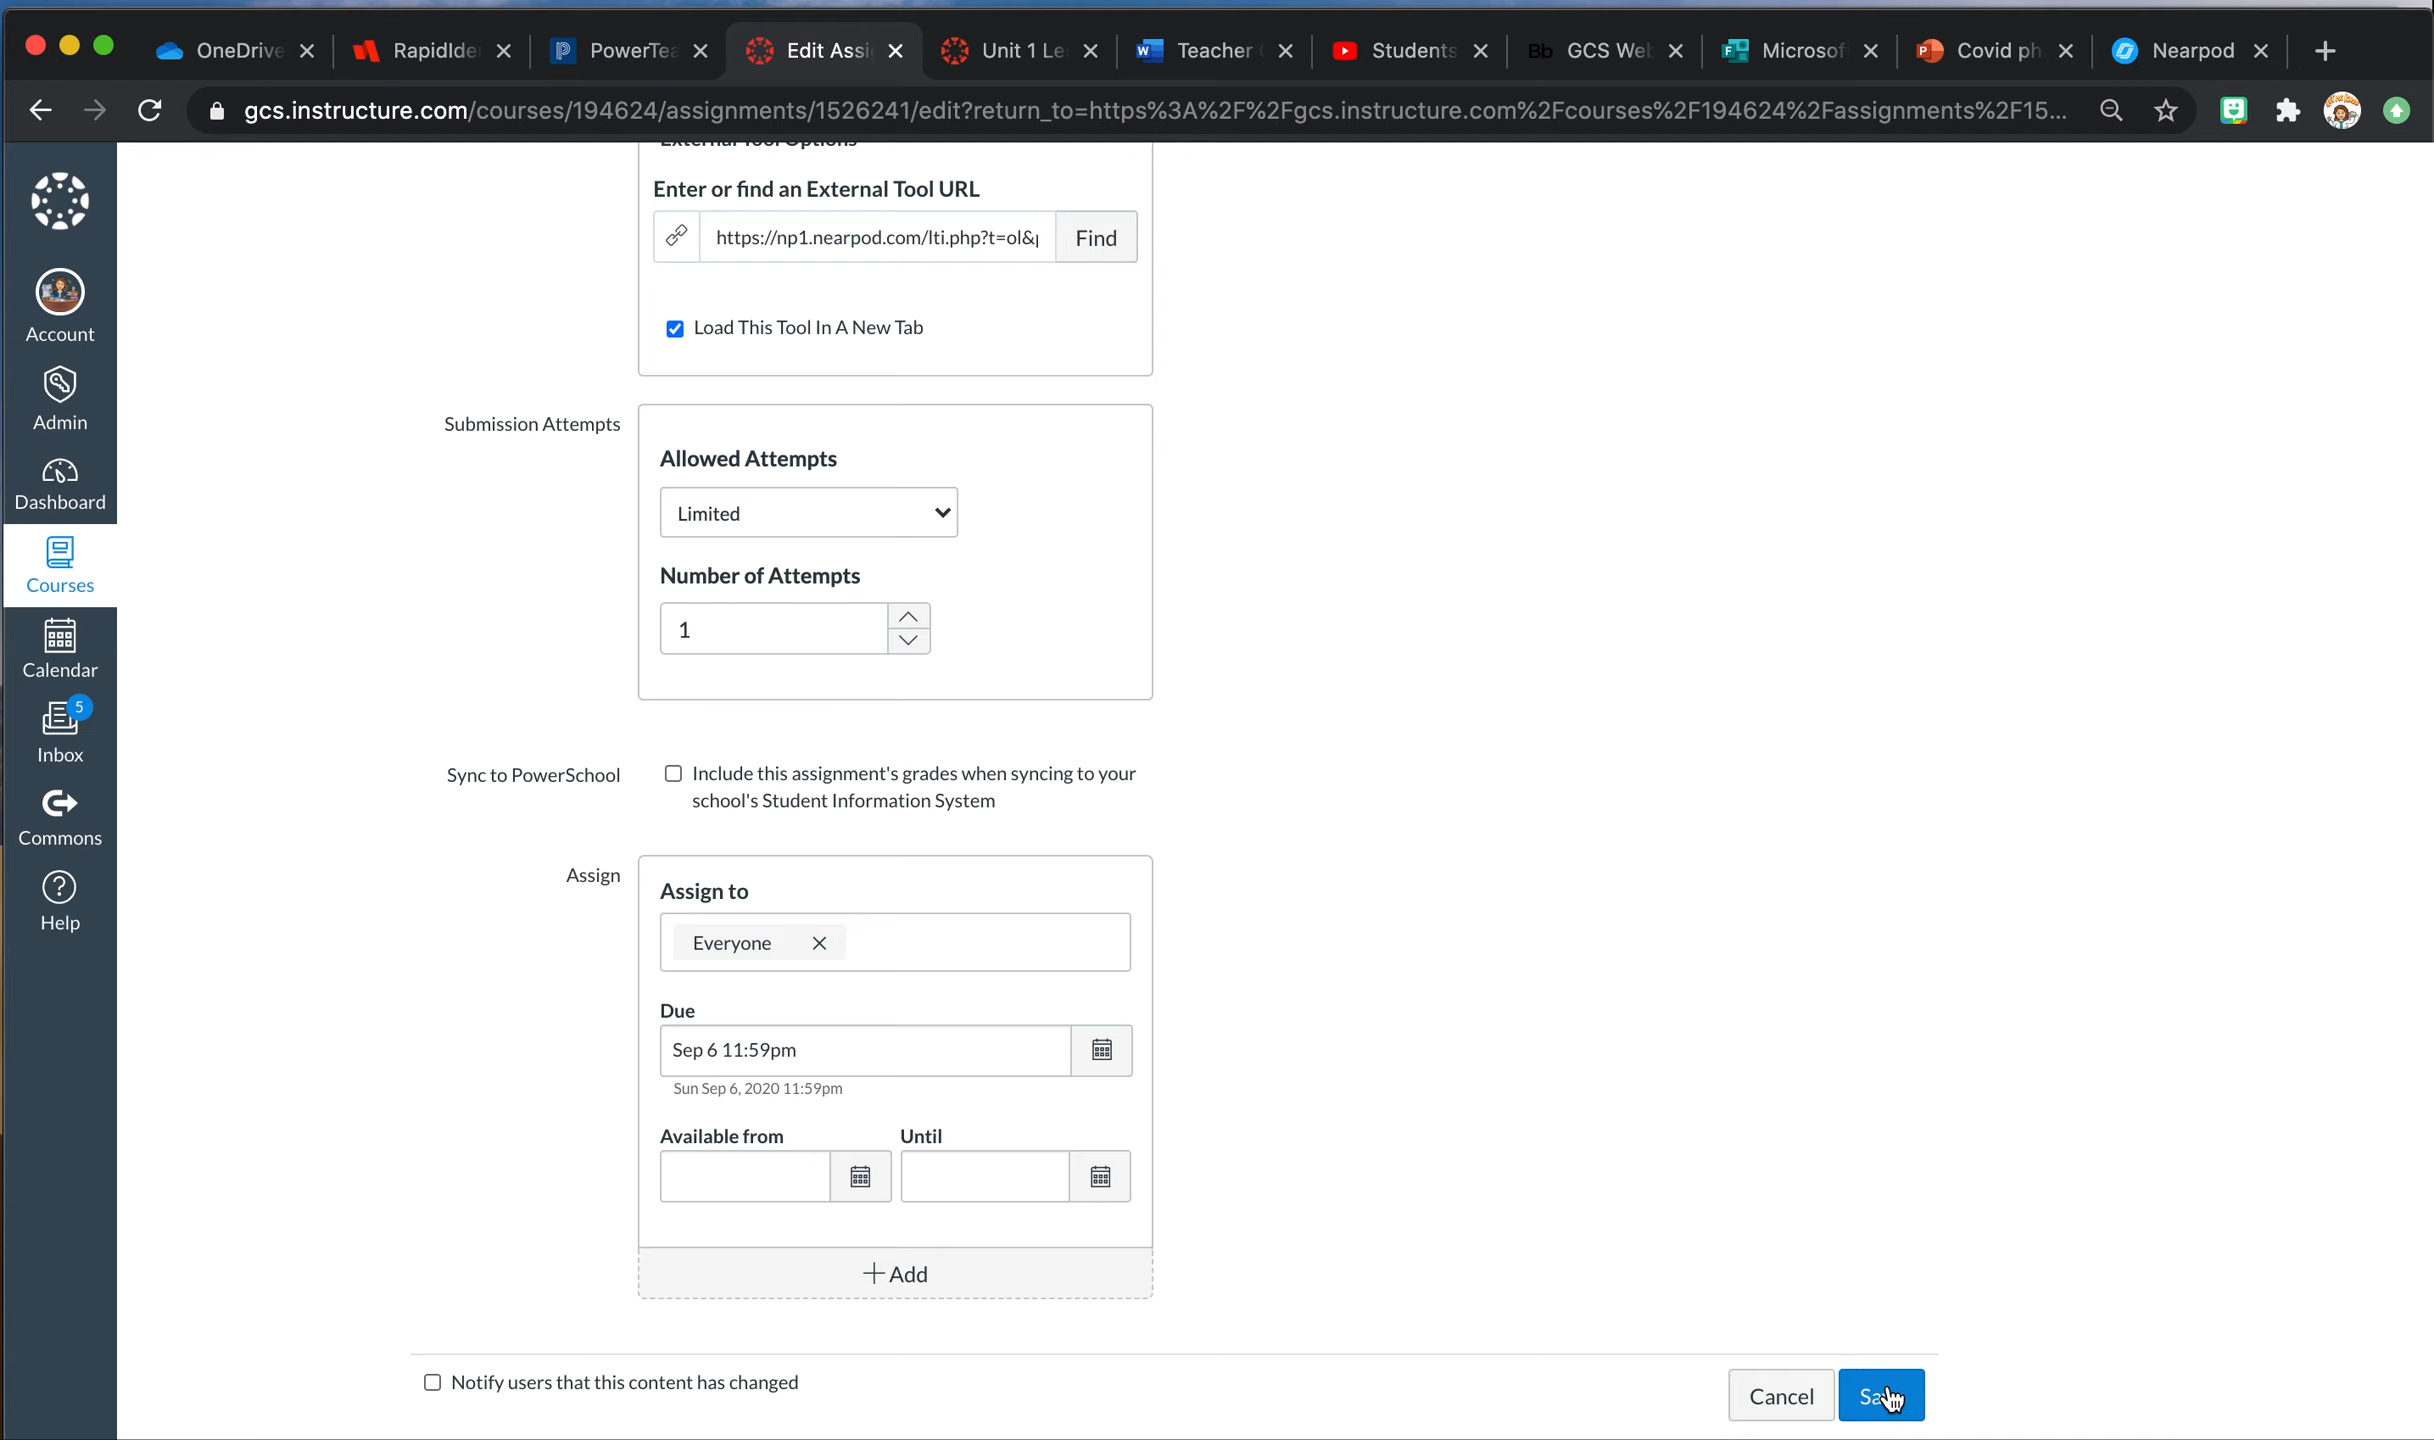 OneDrive
RapidIde
PowerTea
Edit Assi
Unit 1 Le
Teacher
Students
Bb GCS Web
Microsof
Covid ph
Nearpod
gcs.instructure.com/courses/194624/assignments/1526241/edit?return_to=https%3A%2F%2Fgcs.instructure.com%2Fcourses%2F194624%2Fassignments%2F15...
External Tool Options
Enter or find an External Tool URL
https://np1.nearpod.com/lti.php?t=ol&
Find
Load This Tool In A New Tab
Account
Admin
Dashboard
Courses
Calendar
5
Inbox
Commons
Help
Submission Attempts
Allowed Attempts
Limited
Number of Attempts
1
Sync to PowerSchool
Include this assignment's grades when syncing to your
school's Student Information System
Assign
Assign to
Everyone
Due
Sep 6 11:59pm
Sun Sep 6, 2020 11:59pm
Available from
Until
+Add
Notify users that this content has changed
Cancel